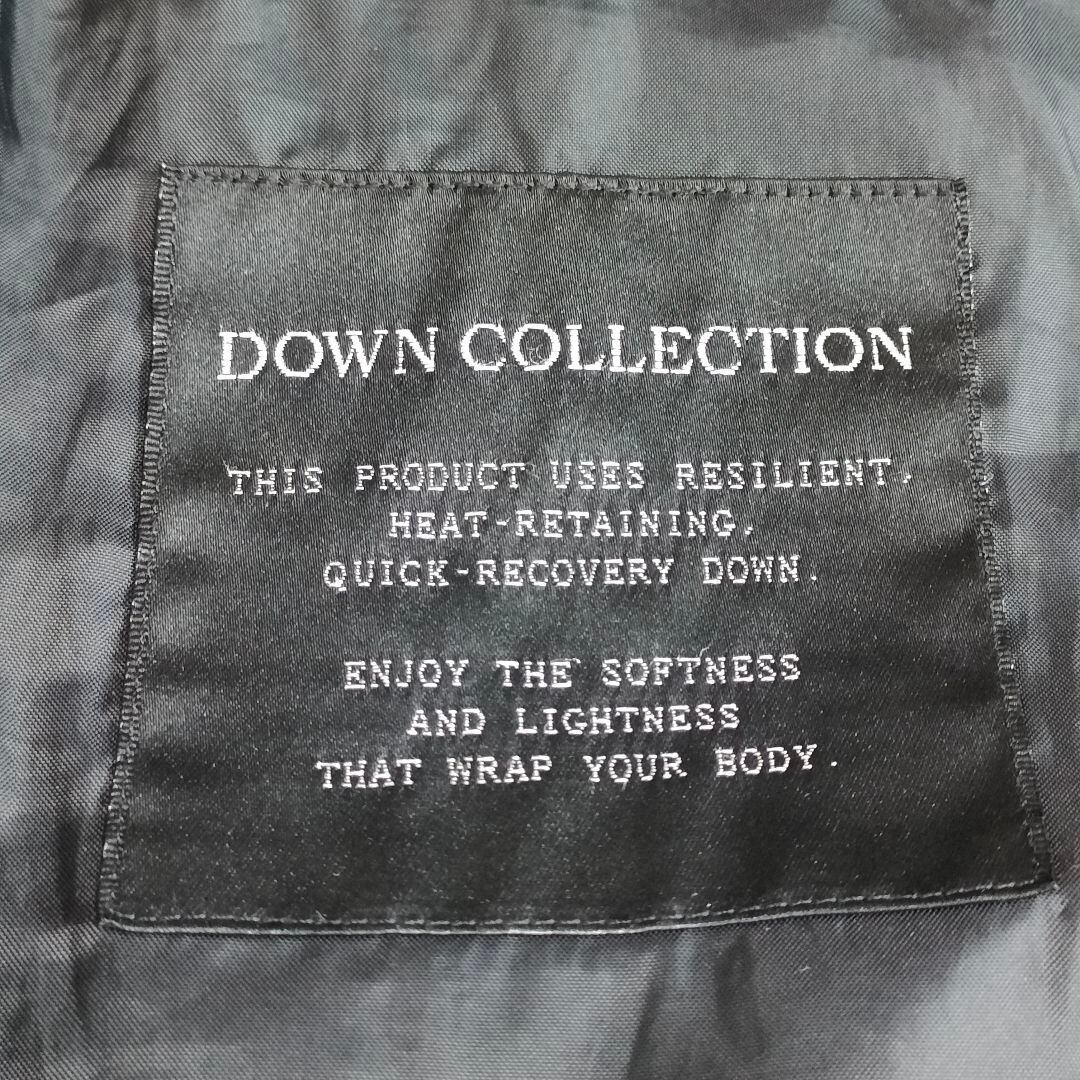 DOWN COLLECTION
THIS PRODUCT USES RESILIENT,
HEAT-RETAINING,
QUICK-RECOVERY DOWN.
ENJOY THE SOFTNESS
AND LIGHTNESS
THAT WRAP YOUR BODY.